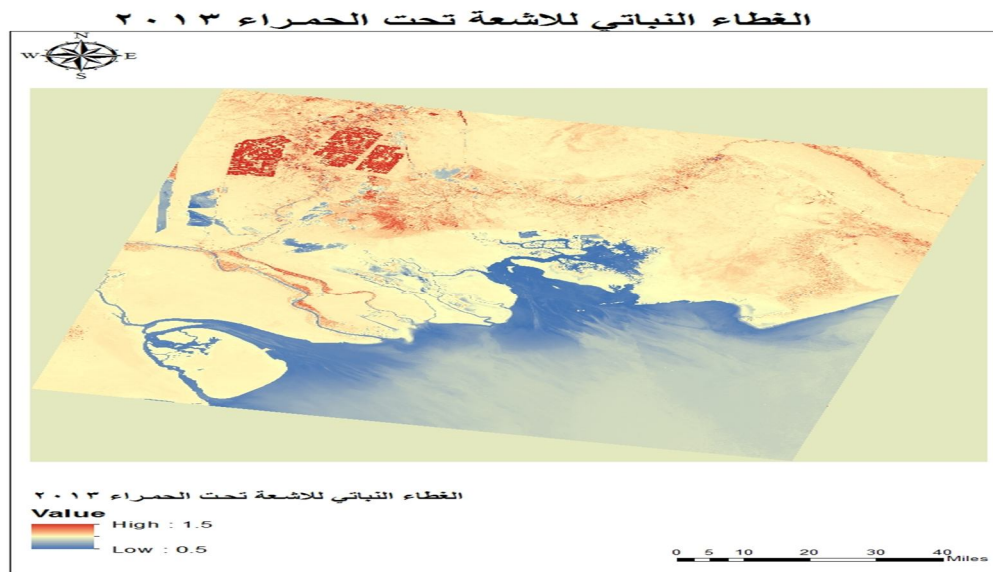 الغطاء النباتي للاشعة تحت الحمراء ٢٠١٣
N
W E
S
الغطاء النباتي للاشعة تحت الحمراء ٢٠١٣
Value
High : 1.5
Low : 0.5
0 5 10 20 30 40 Miles